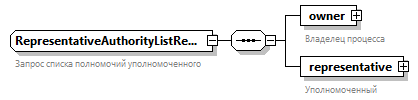 owner
Владелец процесса
RepresentativeAuthorityListRe...
Запрос списка полномочий уполномоченного
representative
Уполномоченный